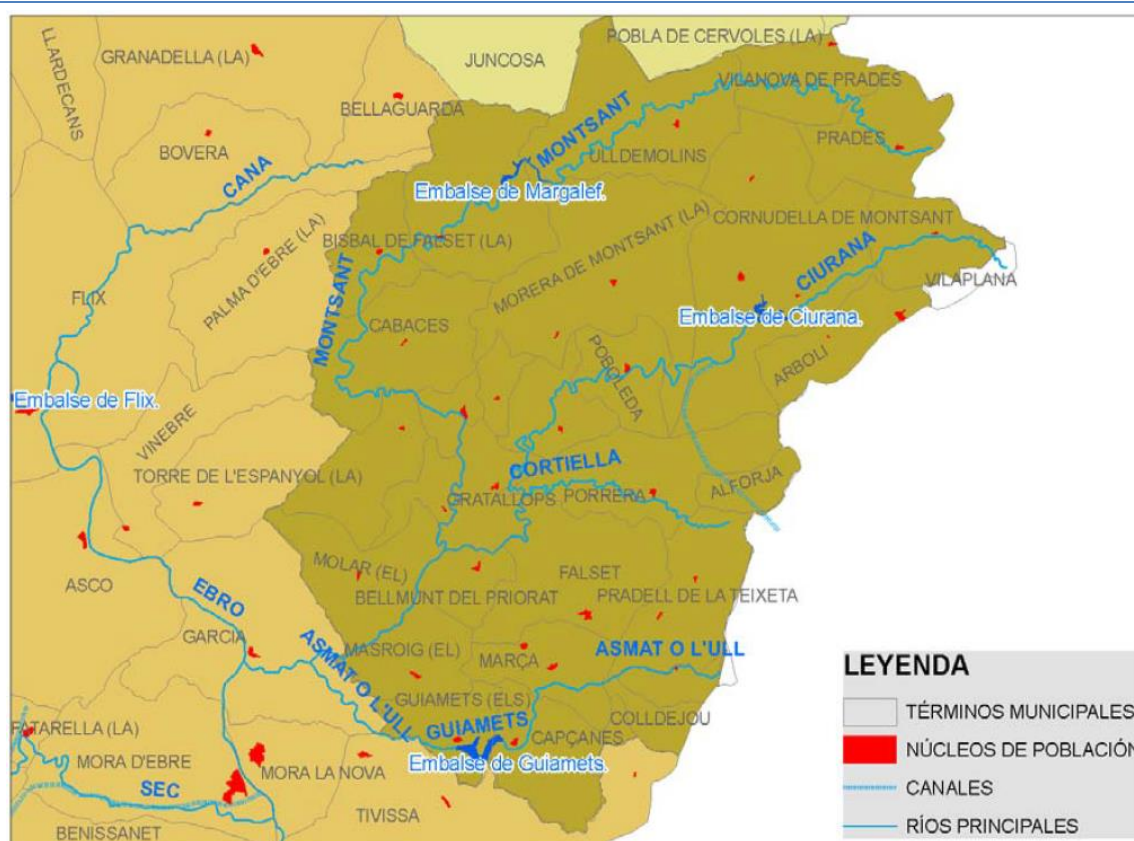 POBLA DE CERVOLES (LA)
LLARDECANS
GRANADELLA (LA)
JUNCOSA
VILANOVA DE PRADES
BELLAGUARDA
MONTSANT
PRADES
BOVERA
ULLDEMOLINS
CANA
Embalse de Margalef.
CORNUDELLA DE MONTSANT
BISBAL DE FALSET (LA)
MORERA DE MONTSANT (LA)
PALMA D'EBRE (LA)
CIURANA
VILAPLANA
FLIX
MONTSANT
CABACES
Embalse de Ciurana.
POBOLEDA
ARBOLI
Embalse de Flix.
VINEBRE
TORRE DE L'ESPANYOL (LA)
CORTIELLA
GRATALLOPS
PORRERA
ALFORJA
MOLAR (EL)
FALSET
ASCO
EBRO
BELLMUNT DEL PRIORAT
PRADELL DE LA TEIXETA
GARCIA
ASMAT O L'ULL
MASROIG (EL)
MARÇA
ASMAT O L'ULL
GUIAMETS (ELS)
COLLDEJOU
FATARELLA (LA)
GUIAMETS
CAPÇANES
MORA D'EBRE
MORA LA NOVA
Embalse de Guiamets.
SEC
TIVISSA
BENISSANET
LEYENDA
TÉRMINOS MUNICIPALES
NÚCLEOS DE POBLACIÓN
CANALES
RÍOS PRINCIPALES